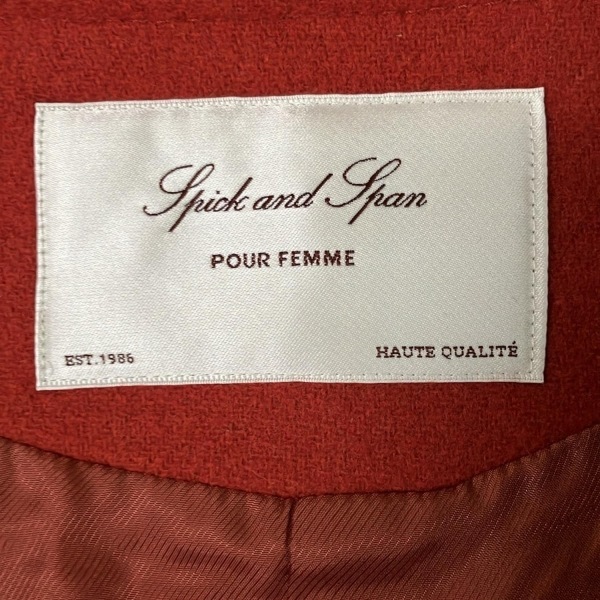 Spick and Span
POUR FEMME
EST.1986
HAUTE QUALITÉ